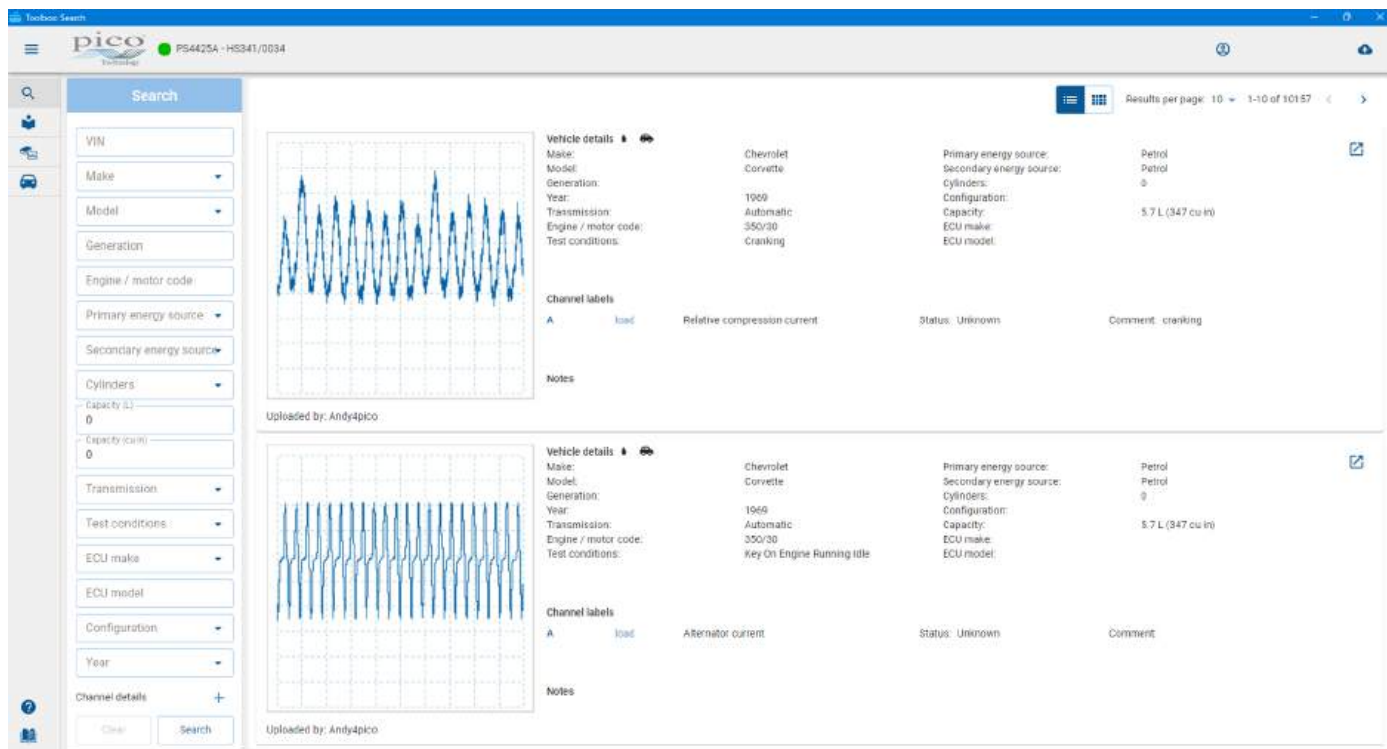 Toolbox Search
pico
Technology
PS4425A - HS341/0034
Search
VIN
Make
Model
Generation
Engine / motor code
Primary energy source
Secondary energy source
Cylinders
Capacity (L)
0
Capacity (cu in)
0
Transmission
Test conditions
ECU make
ECU model
Configuration
Year
Channel details
Clear Search
Results per page: 10 1-10 of 10157
Vehicle details
Make: Chevrolet Primary energy source: Petrol
Model: Corvette Secondary energy source: Petrol
Generation: Cylinders: 0
Year: 1969 Configuration:
Transmission: Automatic Capacity: 5.7 L (347 cu in)
Engine / motor code: 350/30 ECU make:
Test conditions: Cranking ECU model:
Channel labels
A load Relative compression current Status: Unknown Comment: cranking
Notes
Uploaded by: Andy4pico
Vehicle details
Make: Chevrolet Primary energy source: Petrol
Model: Corvette Secondary energy source: Petrol
Generation: Cylinders: 0
Year: 1969 Configuration:
Transmission: Automatic Capacity: 5.7 L (347 cu in)
Engine / motor code: 350/30 ECU make:
Test conditions: Key On Engine Running Idle ECU model:
Channel labels
A load Alternator current Status: Unknown Comment:
Notes
Uploaded by: Andy4pico